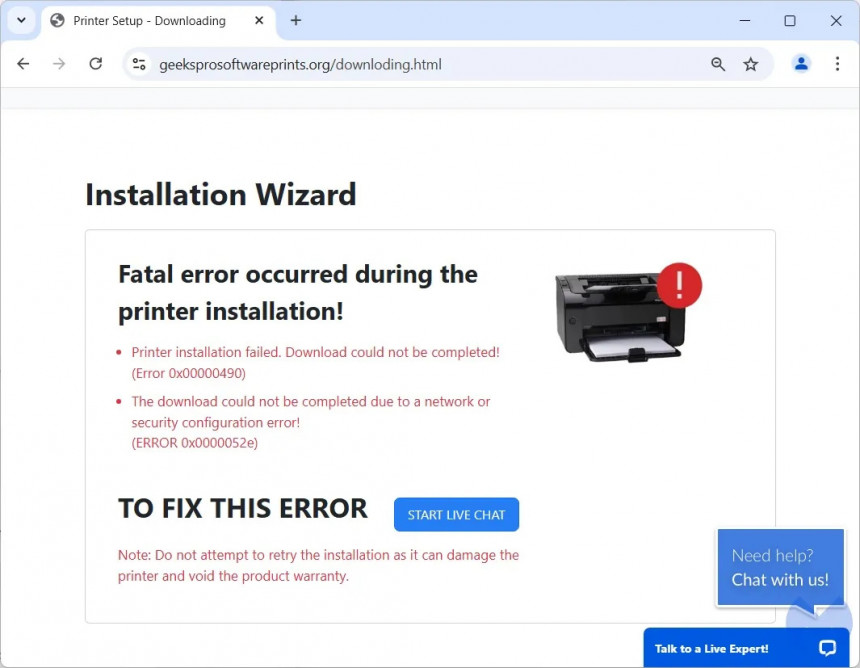 Printer Setup - Downloading
geeksprosoftwareprints.org/downloding.html
Installation Wizard
Fatal error occurred during the
printer installation!
Printer installation failed. Download could not be completed!
(Error 0x00000490)
The download could not be completed due to a network or
security configuration error!
(ERROR 0x0000052e)
TO FIX THIS ERROR
START LIVE CHAT
Note: Do not attempt to retry the installation as it can damage the
printer and void the product warranty.
Need help?
Chat with us!
Talk to a Live Expert!